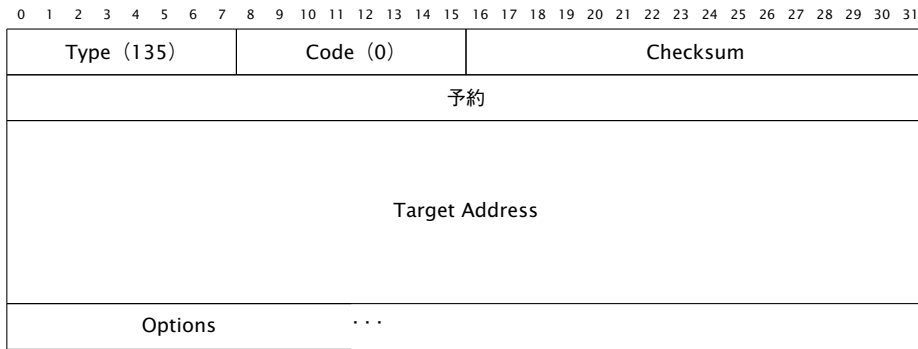 0 1 2 3 4 5 6 7 8 9 10 11 12 13 14 15 16 17 18 19 20 21 22 23 24 25 26 27 28 29 30 31
Type（135） Code（0） Checksum
予約
Target Address
Options ･･･